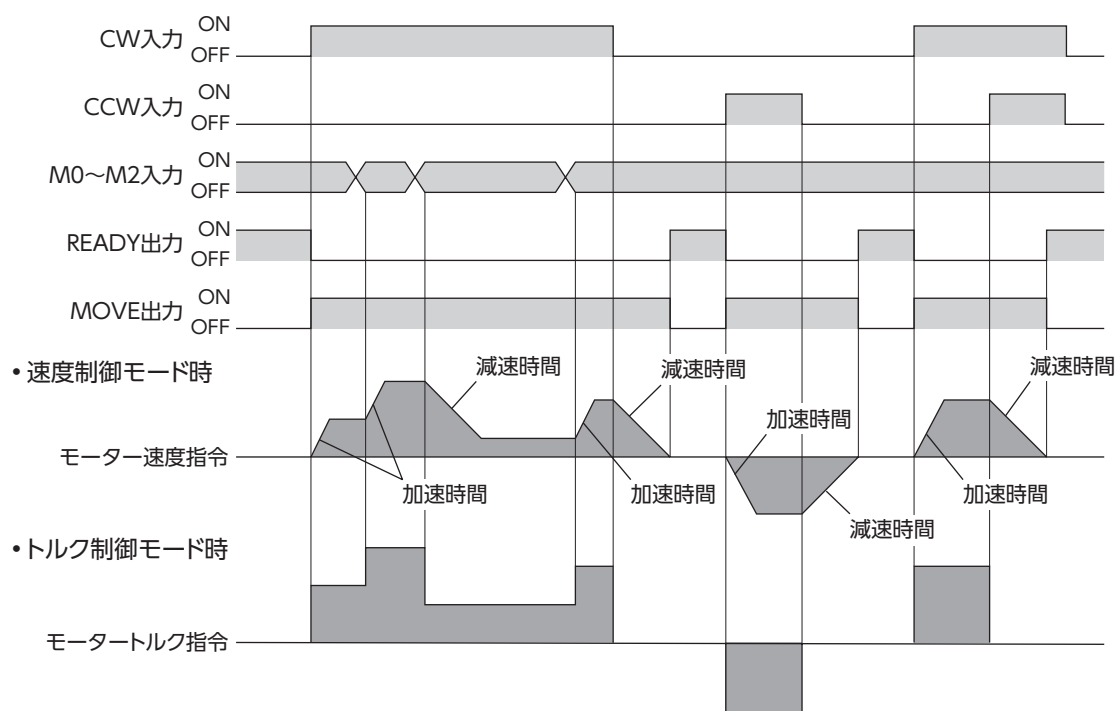 CW入力 ON
OFF
CCW入力 ON
OFF
M0～M2入力 ON
OFF
READY出力 ON
OFF
MOVE出力 ON
OFF
• 速度制御モード時
減速時間
減速時間
減速時間
加速時間
モーター速度指令
加速時間
加速時間
加速時間
減速時間
• トルク制御モード時
モータートルク指令